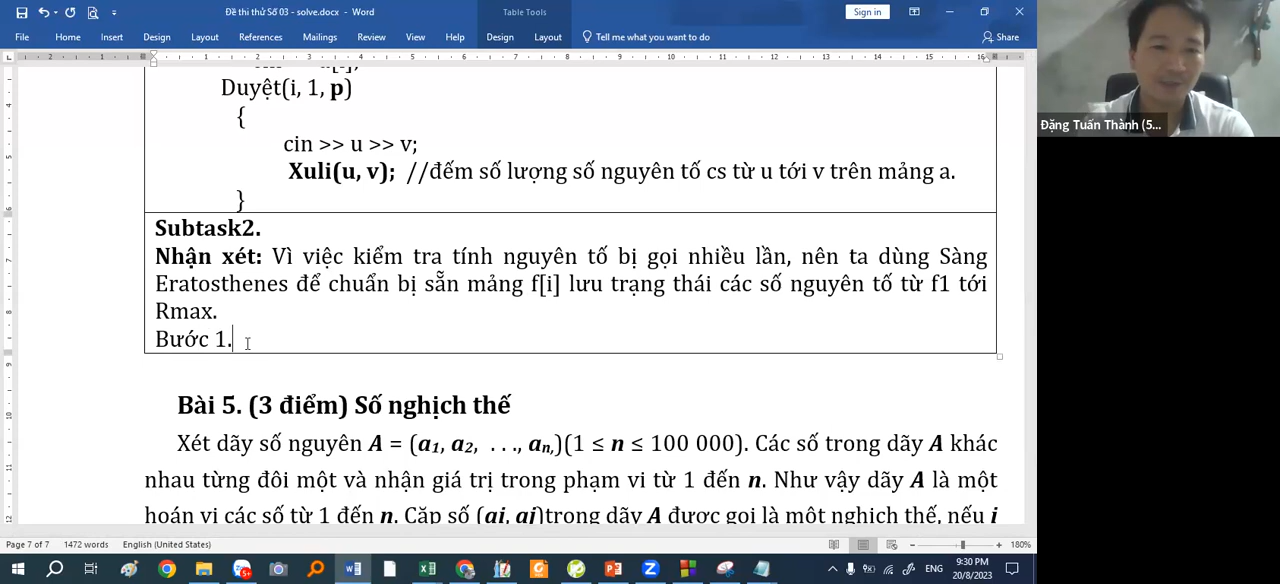 Đề thi thử Số 03 - solve.docx - Word
Table Tools
Sign in
File Home Insert Design Layout References Mailings Review View Help Design Layout Tell me what you want to do Share
Duyệt(i, 1, p)
{
cin >> u >> v;
Xuli(u, v); //đếm số lượng số nguyên tố cs từ u tới v trên mảng a.
}
Subtask2.
Nhận xét: Vì việc kiểm tra tính nguyên tố bị gọi nhiều lần, nên ta dùng Sàng
Eratosthenes để chuẩn bị sẵn mảng f[i] lưu trạng thái các số nguyên tố từ f1 tới
Rmax.
Bước 1.
Bài 5. (3 điểm) Số nghịch thế
Xét dãy số nguyên A = (a1, a2, . . ., an,)(1 ≤ n ≤ 100 000). Các số trong dãy A khác
nhau từng đôi một và nhận giá trị trong phạm vi từ 1 đến n. Như vậy dãy A là một
hoán vị các số từ 1 đến n. Cặp số (ai, aj)trong dãy A được gọi là một nghịch thế, nếu i
Page 7 of 7 1472 words English (United States) 180%
ENG
9:30 PM
20/8/2023
Đặng Tuấn Thành (5...